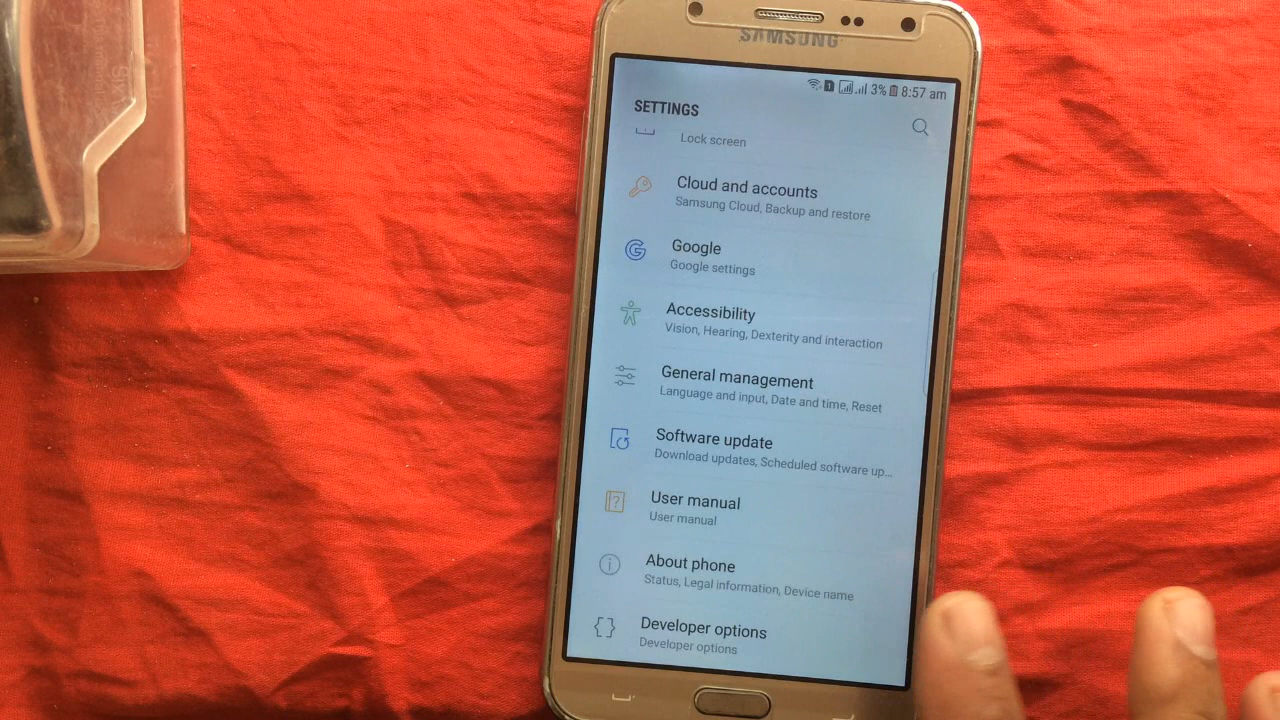 SAMSUNG
3% 8:57 am
SETTINGS
Lock screen
Cloud and accounts
Samsung Cloud, Backup and restore
Google
Google settings
Accessibility
Vision, Hearing, Dexterity and interaction
General management
Language and input, Date and time, Reset
Software update
Download updates, Scheduled software up...
User manual
User manual
About phone
Status, Legal information, Device name
Developer options
Developer options